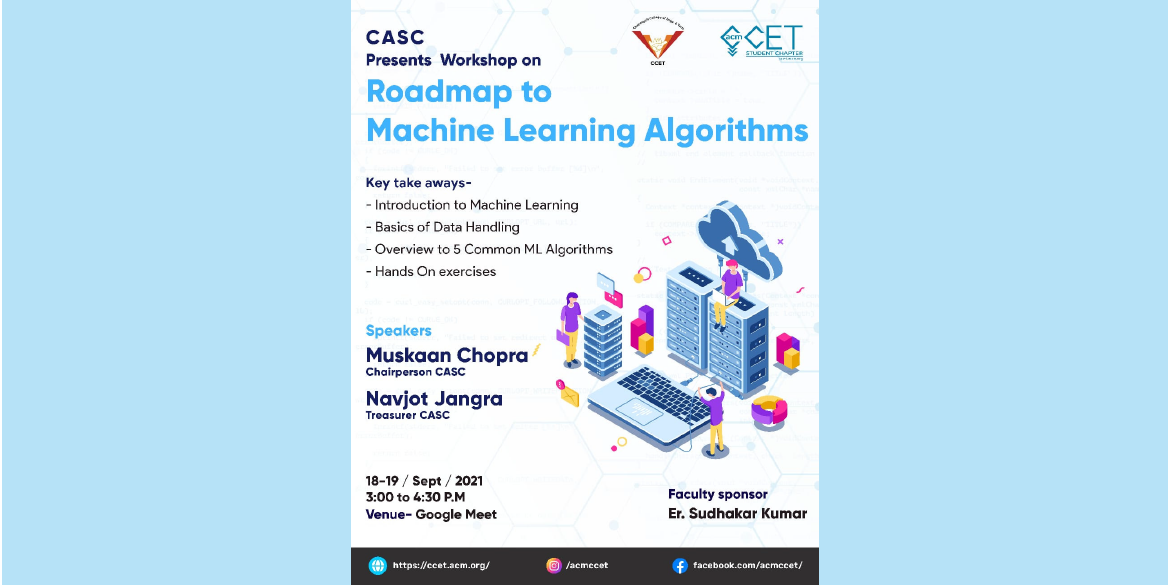 CASC
Presents Workshop on
Roadmap to
Machine Learning Algorithms
CCET
acm CCET
STUDENT CHAPTER
Key take aways-
- Introduction to Machine Learning
- Basics of Data Handling
- Overview to 5 Common ML Algorithms
- Hands On exercises
Speakers
Muskaan Chopra
Chairperson CASC
Navjot Jangra
Treasurer CASC
18-19 / Sept / 2021
3:00 to 4:30 P.M
Venue- Google Meet
Faculty sponsor
Er. Sudhakar Kumar
https://ccet.acm.org/
/acmccet
facebook.com/acmccet/